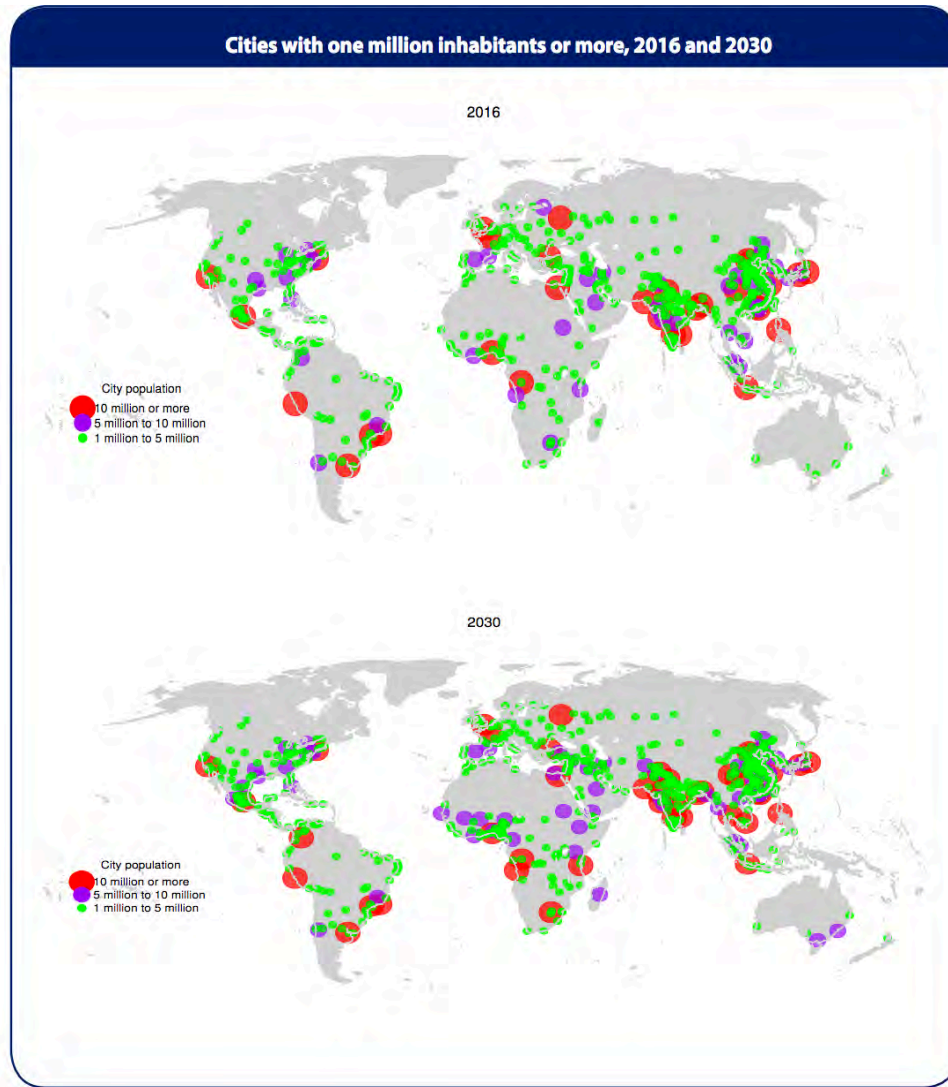 Cities with one million inhabitants or more, 2016 and 2030
2016
City population
10 million or more
5 million to 10 million
1 million to 5 million
2030
City population
10 million or more
5 million to 10 million
1 million to 5 million